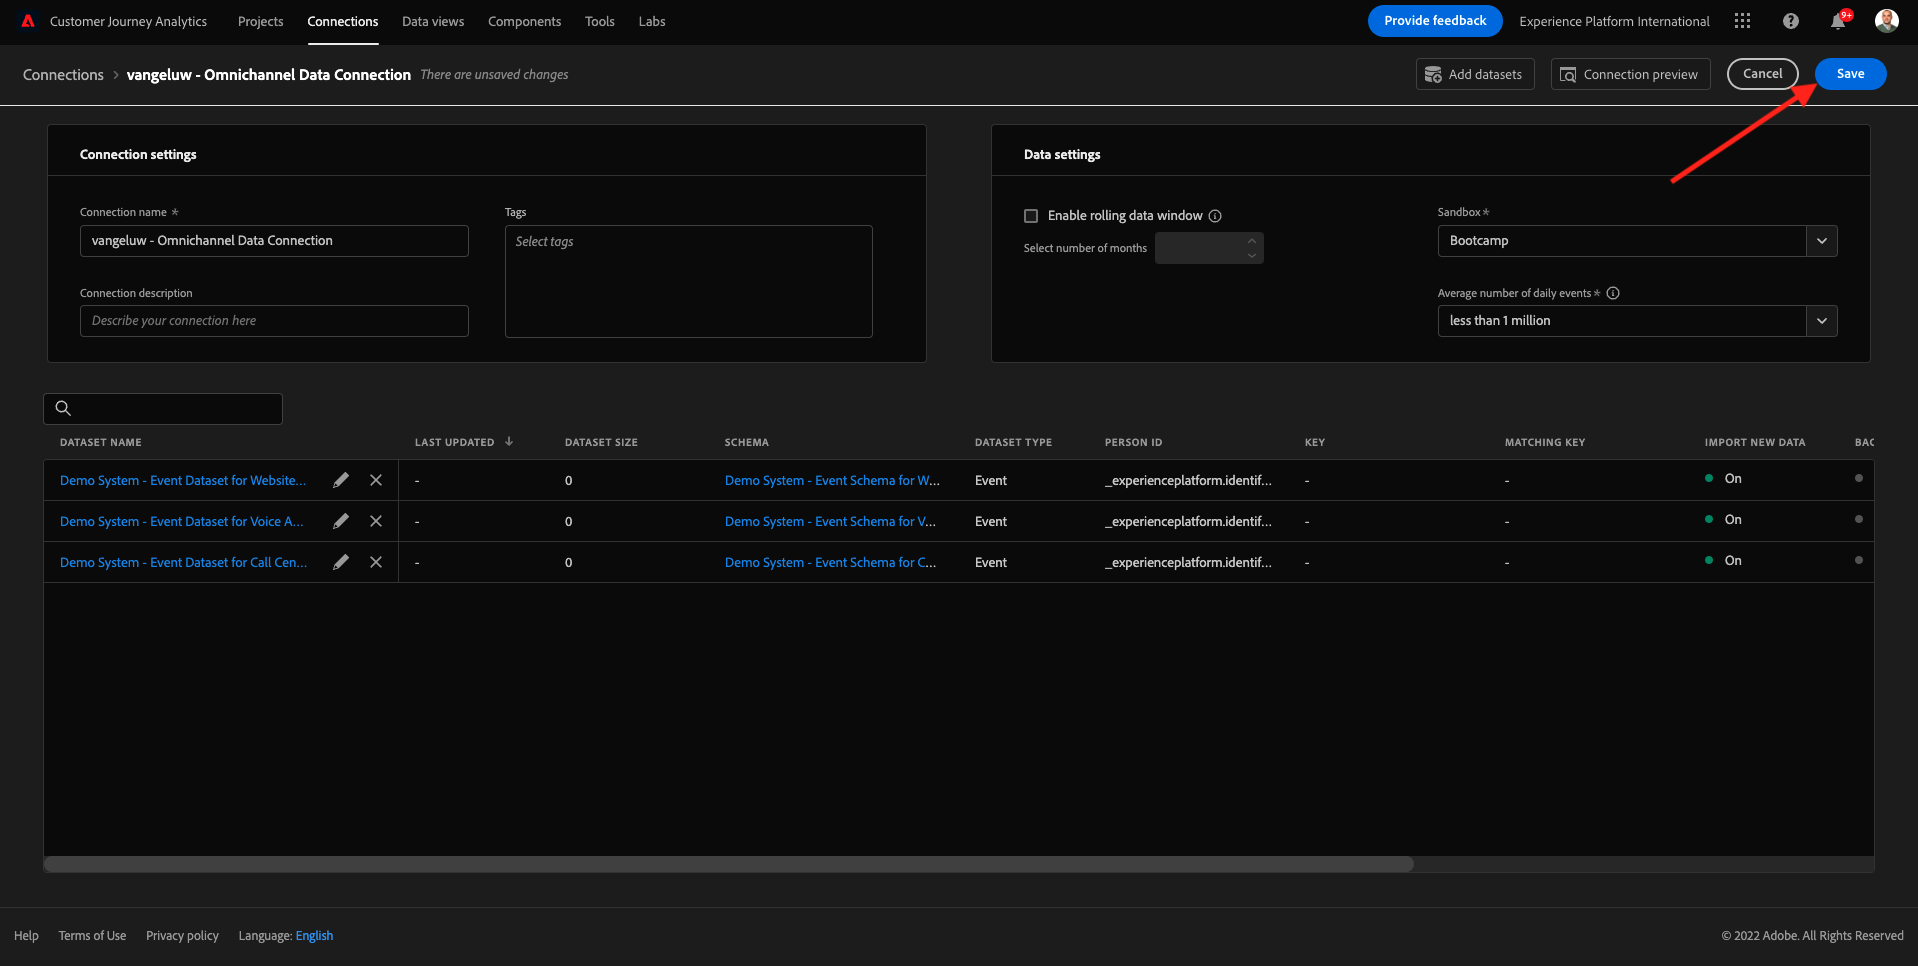 Customer Journey Analytics Projects Connections Data views Components Tools Labs Provide feedback Experience Platform International 9+
Connections > vangeluw - Omnichannel Data Connection There are unsaved changes Add datasets Connection preview Cancel Save
Connection settings
Connection name *
vangeluw - Omnichannel Data Connection
Connection description
Describe your connection here
Tags
Select tags
Data settings
Enable rolling data window
Select number of months
Sandbox *
Bootcamp
Average number of daily events *
less than 1 million
DATASET NAME LAST UPDATED DATASET SIZE SCHEMA DATASET TYPE PERSON ID KEY MATCHING KEY IMPORT NEW DATA BAC
Demo System - Event Dataset for Website... - 0 Demo System - Event Schema for W... Event _experienceplatform.identif... - - On
Demo System - Event Dataset for Voice A... - 0 Demo System - Event Schema for V... Event _experienceplatform.identif... - - On
Demo System - Event Dataset for Call Cen... - 0 Demo System - Event Schema for C... Event _experienceplatform.identif... - - On
Help Terms of Use Privacy policy Language: English © 2022 Adobe. All Rights Reserved